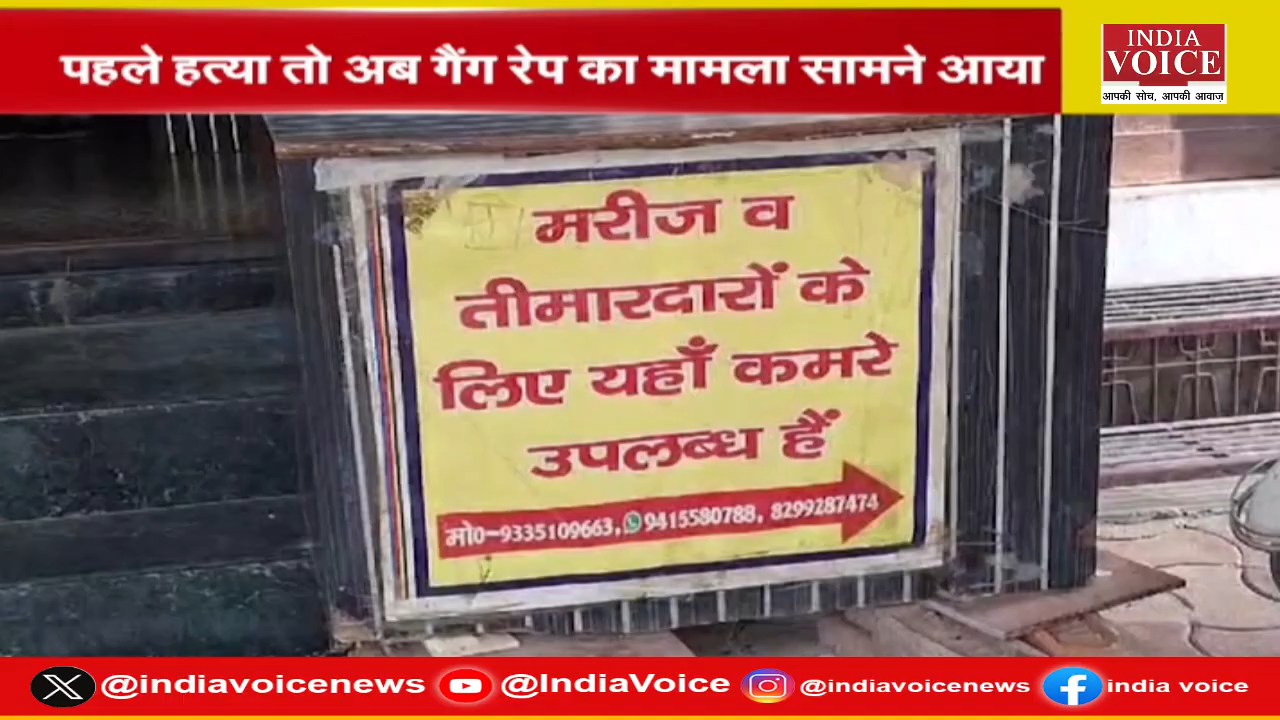 पहले हत्या तो अब गैंग रेप का मामला सामने आया
INDIA
VOICE
आपकी सोच, आपकी आवाज़
मरीज व
तीमारदारों के
लिए यहाँ कमरे
उपलब्ध हैं
मो0-9335109663, 9415580788, 8299287474
@indiavoicenews @IndiaVoice @indiavoicenews india voice